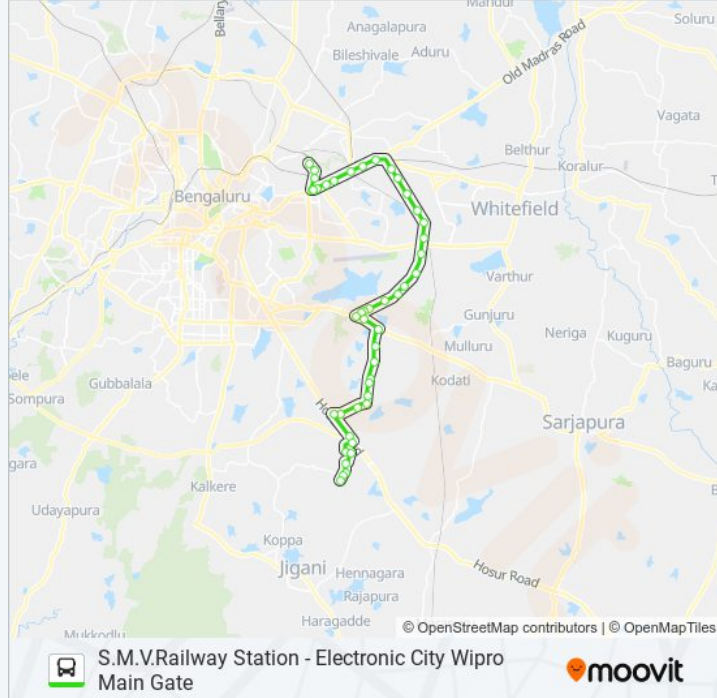 Bellary
Mandur
Soluru
Anagalapura
Bileshivale
Aduru
Old Madras Road
Vagata
Belthur
Koralur
Bengaluru
Whitefield
Varthur
Gunjuru
Neriga
Kuguru
Mulluru
Baguru
Gubbalala
Kodati
Sompura
Sarjapura
Kalkere
Udayapura
Koppa
Jigani
Hennagara
Hosur Road
Rajapura
Haragadde
Mukkodlu
© OpenStreetMap contributors | © OpenMapTiles
S.M.V.Railway Station - Electronic City Wipro
Main Gate
moovit